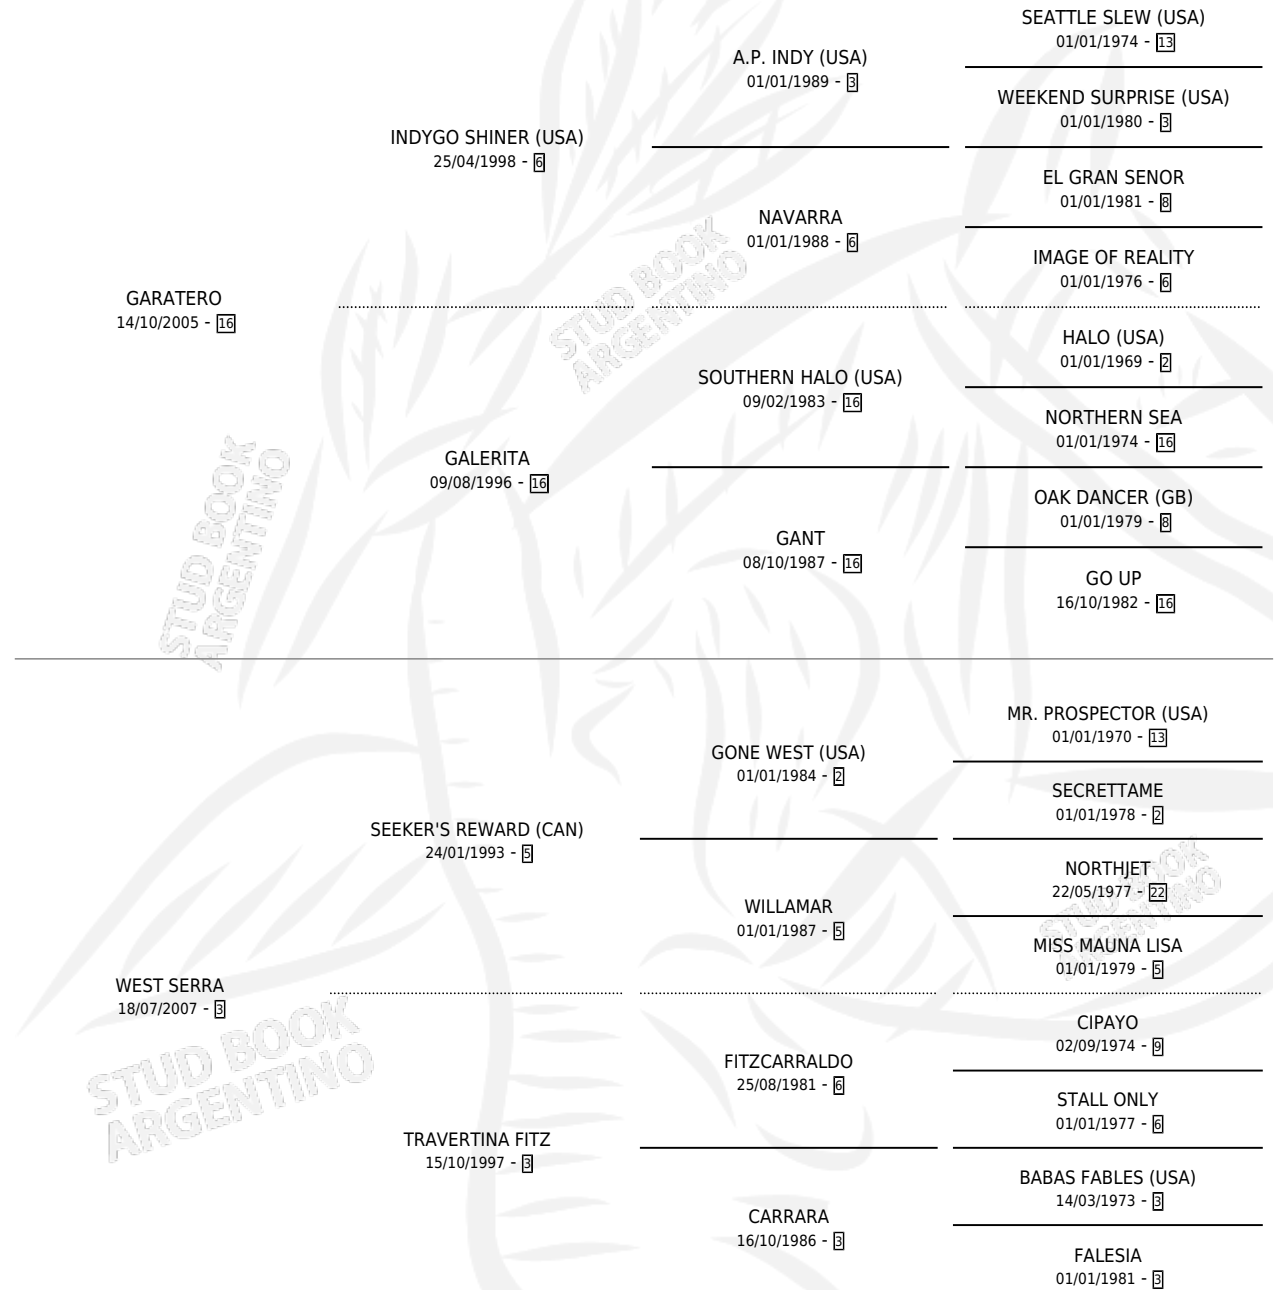 SEATTLE SLEW (USA)
01/01/1974 - 13
A.P. INDY (USA)
01/01/1989 - 3
WEEKEND SURPRISE (USA)
01/01/1980 - 3
INDYGO SHINER (USA)
25/04/1998 - 6
EL GRAN SENOR
01/01/1981 - 8
NAVARRA
01/01/1988 - 6
IMAGE OF REALITY
01/01/1976 - 6
GARATERO
14/10/2005 - 16
HALO (USA)
01/01/1969 - 2
SOUTHERN HALO (USA)
09/02/1983 - 16
NORTHERN SEA
01/01/1974 - 16
GALERITA
09/08/1996 - 16
OAK DANCER (GB)
01/01/1979 - 8
GANT
08/10/1987 - 16
GO UP
16/10/1982 - 16
MR. PROSPECTOR (USA)
01/01/1970 - 13
GONE WEST (USA)
01/01/1984 - 2
SECRETTAME
01/01/1978 - 2
SEEKER'S REWARD (CAN)
24/01/1993 - 5
NORTHJET
22/05/1977 - 22
WILLAMAR
01/01/1987 - 5
MISS MAUNA LISA
01/01/1979 - 5
WEST SERRA
18/07/2007 - 3
CIPAYO
02/09/1974 - 9
FITZCARRALDO
25/08/1981 - 6
STALL ONLY
01/01/1977 - 6
TRAVERTINA FITZ
15/10/1997 - 3
BABAS FABLES (USA)
14/03/1973 - 3
CARRARA
16/10/1986 - 3
FALESIA
01/01/1981 - 3
STUD BOOK
ARGENTINO
STUD BOOK
ARGENTINO
STUD BOOK
ARGENTINO
STUD BOOK
ARGENTINO